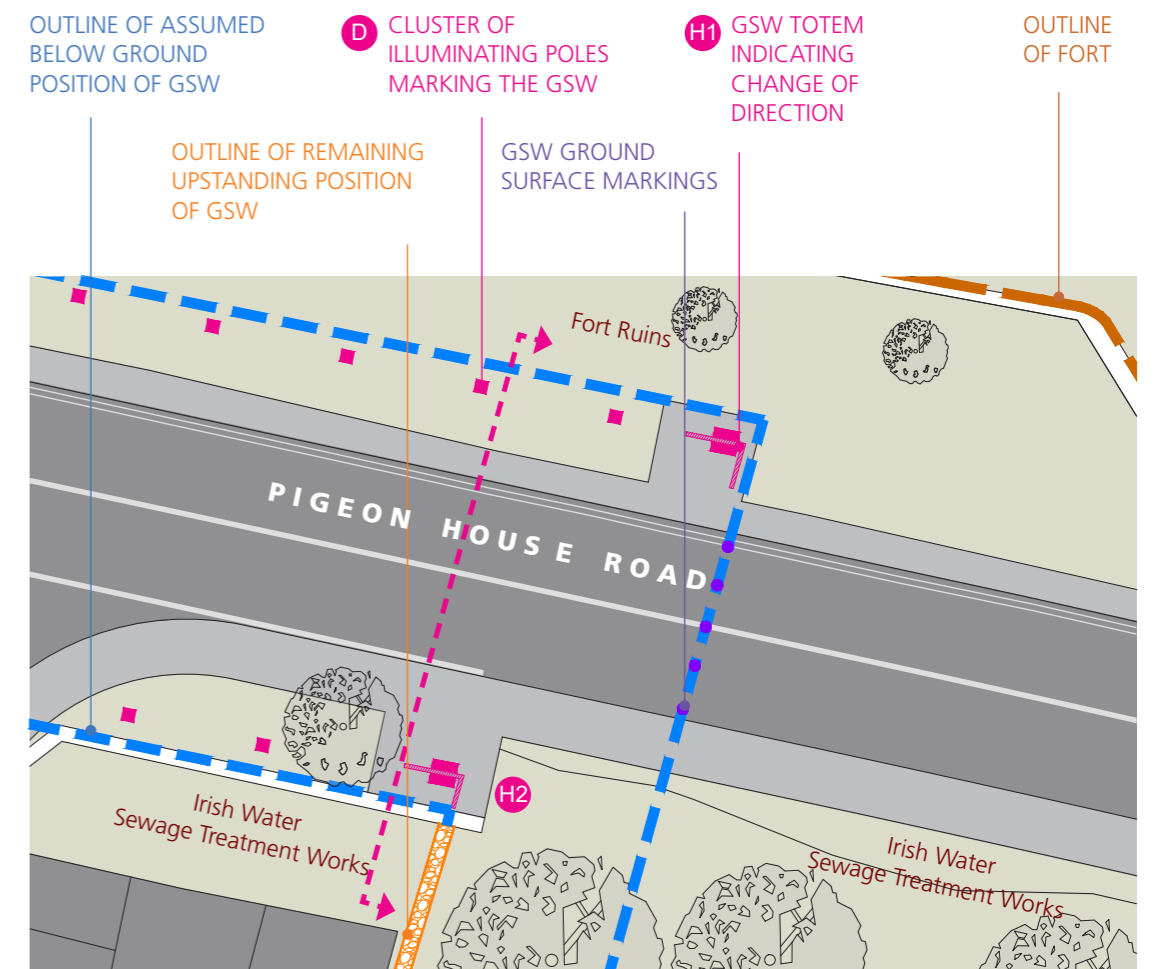 OUTLINE OF ASSUMED
BELOW GROUND
POSITION OF GSW
D CLUSTER OF
ILLUMINATING POLES
MARKING THE GSW
H1 GSW TOTEM
INDICATING
CHANGE OF
DIRECTION
OUTLINE
OF FORT
OUTLINE OF REMAINING
UPSTANDING POSITION
OF GSW
GSW GROUND
SURFACE MARKINGS
Fort Ruins
PIGEON HOUSE ROAD
H2
Irish Water
Sewage Treatment Works
Irish Water
Sewage Treatment Works